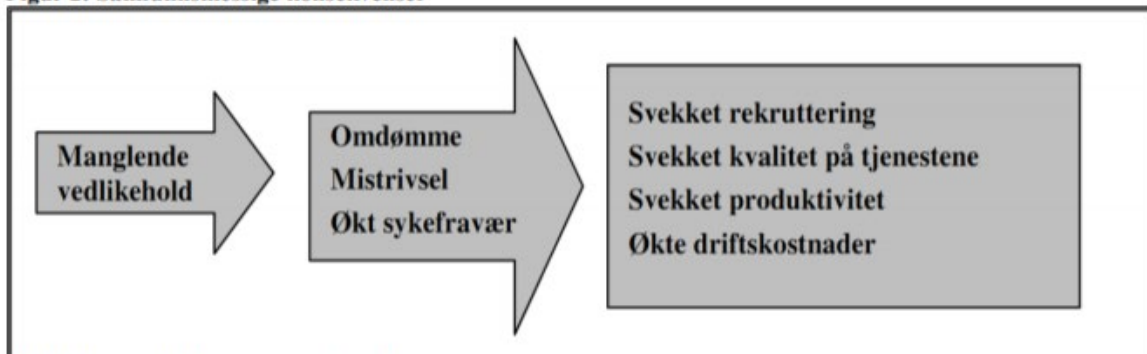 Manglende
vedlikehold
Omdømme
Mistrivsel
Økt sykefravær
Svekket rekruttering
Svekket kvalitet på tjenestene
Svekket produktivitet
Økte driftskostnader